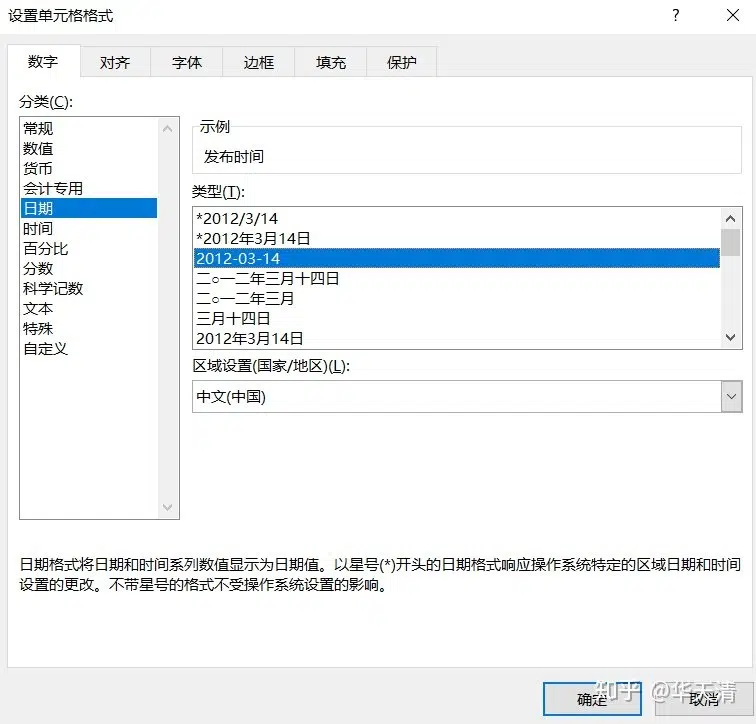 设置单元格格式
?
数字 对齐 字体 边框 填充 保护
分类(C):
常规
数值
货币
会计专用
日期
时间
百分比
分数
科学记数
文本
特殊
自定义
示例
发布时间
类型(T):
*2012/3/14
*2012年3月14日
2012-03-14
二○一二年三月十四日
二○一二年三月
三月十四日
2012年3月14日
区域设置(国家/地区)(L):
中文(中国)
日期格式将日期和时间系列数值显示为日期值。以星号(*)开头的日期格式响应操作系统特定的区域日期和时间
设置的更改。不带星号的格式不受操作系统设置的影响。
确定 取消
知乎 @华天清